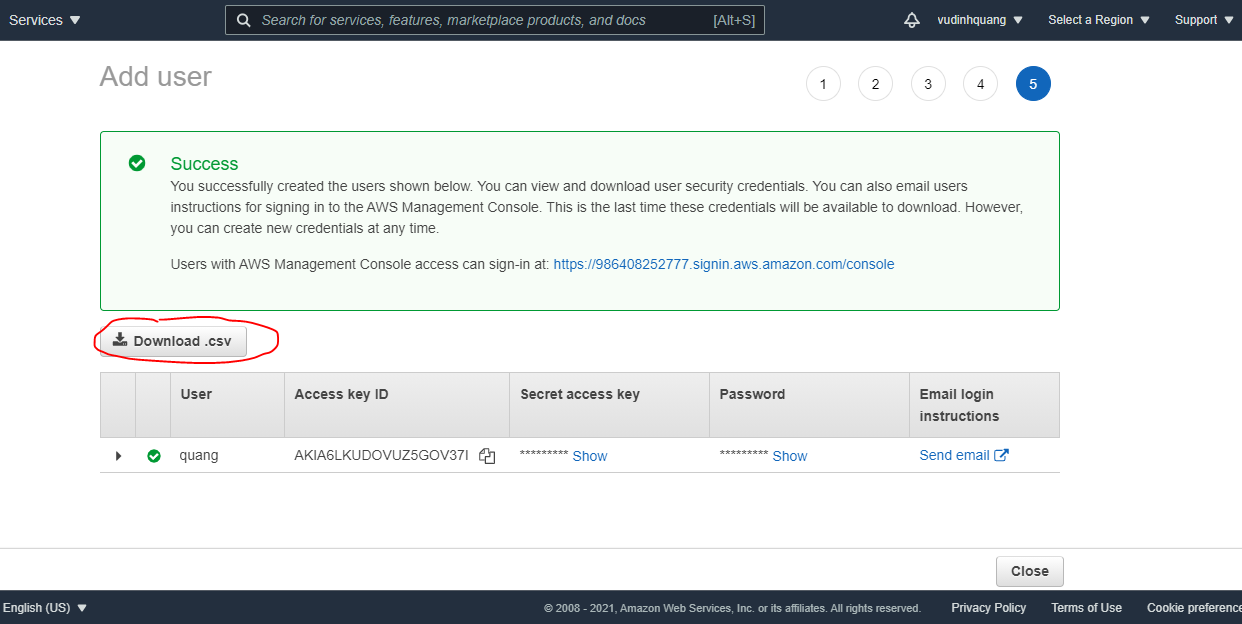 Services
Search for services, features, marketplace products, and docs [Alt+S]
vudinhquang
Select a Region
Support
Add user
1 2 3 4 5
Success
You successfully created the users shown below. You can view and download user security credentials. You can also email users
instructions for signing in to the AWS Management Console. This is the last time these credentials will be available to download. However,
you can create new credentials at any time.
Users with AWS Management Console access can sign-in at: https://986408252777.signin.aws.amazon.com/console
Download .csv
User Access key ID Secret access key Password Email login
instructions
quang AKIA6LKUDOVUZ5GOV37I ********* Show ********* Show Send email
Close
English (US)
© 2008 - 2021, Amazon Web Services, Inc. or its affiliates. All rights reserved. Privacy Policy Terms of Use Cookie preference